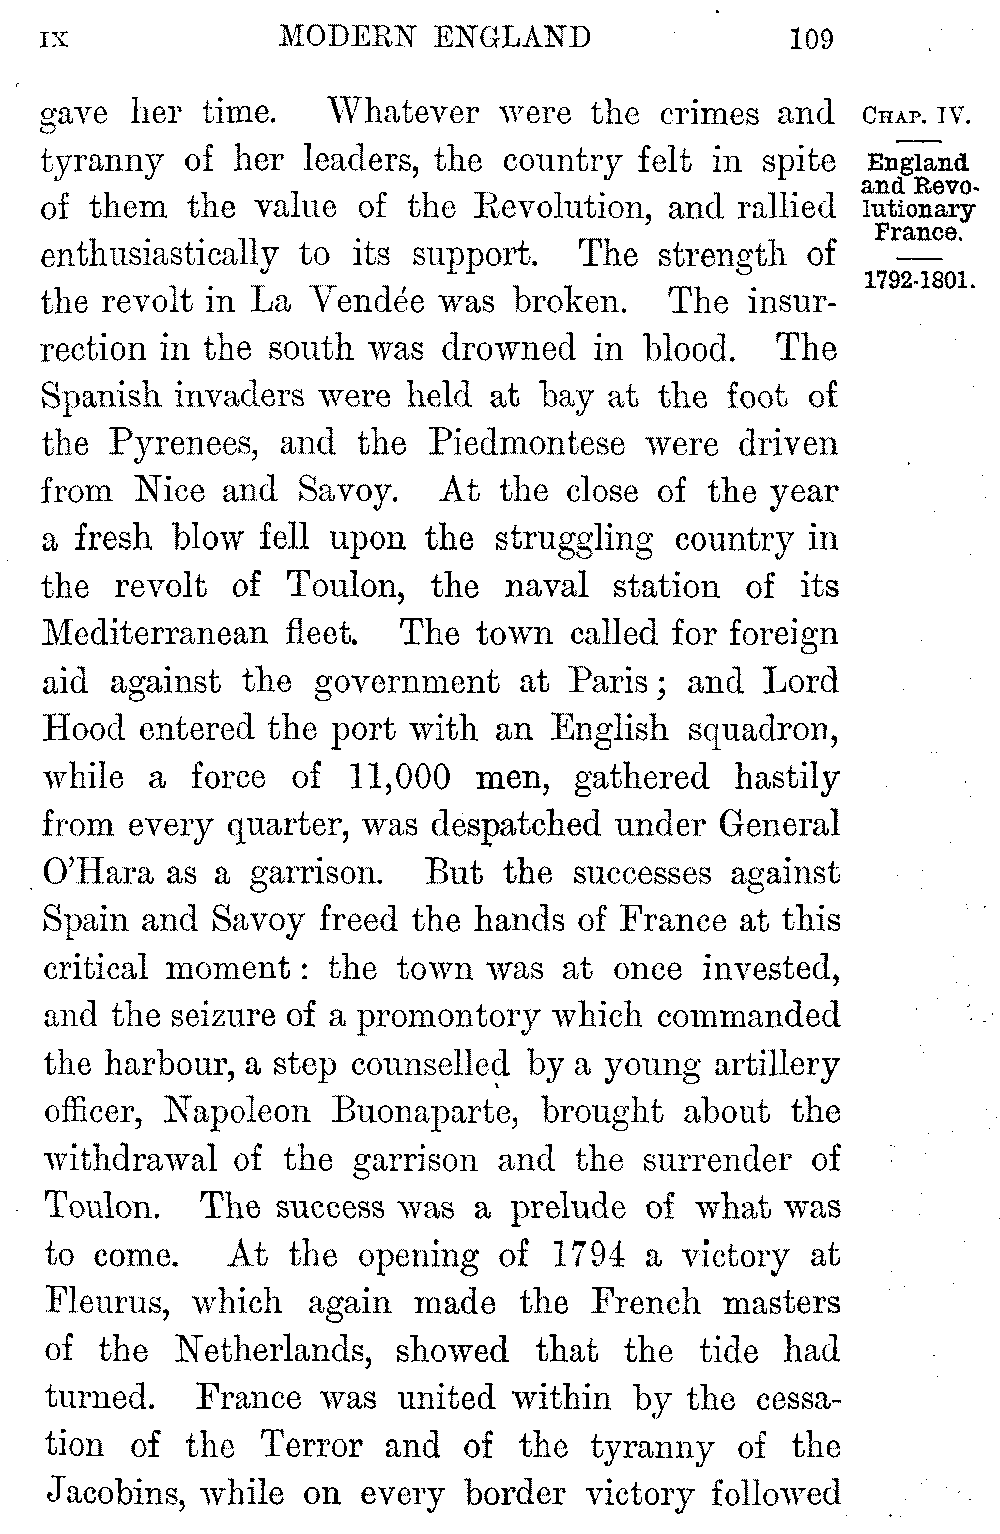 IX MODERN ENGLAND 109
gave her time. Whatever were the crimes and
tyranny of her leaders, the country felt in spite
of them the value of the Revolution, and rallied
enthusiastically to its support. The strength of
the revolt in La Vendée was broken. The insur-
rection in the south was drowned in blood. The
Spanish invaders were held at bay at the foot of
the Pyrenees, and the Piedmontese were driven
from Nice and Savoy. At the close of the year
a fresh blow fell upon the struggling country in
the revolt of Toulon, the naval station of its
Mediterranean fleet. The town called for foreign
aid against the government at Paris; and Lord
Hood entered the port with an English squadron,
while a force of 11,000 men, gathered hastily
from every quarter, was despatched under General
O'Hara as a garrison. But the successes against
Spain and Savoy freed the hands of France at this
critical moment: the town was at once invested,
and the seizure of a promontory which commanded
the harbour, a step counselled by a young artillery
officer, Napoleon Buonaparte, brought about the
withdrawal of the garrison and the surrender of
Toulon. The success was a prelude of what was
to come. At the opening of 1794 a victory at
Fleurus, which again made the French masters
of the Netherlands, showed that the tide had
turned. France was united within by the cessa-
tion of the Terror and of the tyranny of the
Jacobins, while on every border victory followed
CHAP. IV.
England
and Revo-
lutionary
France.
1792-1801.